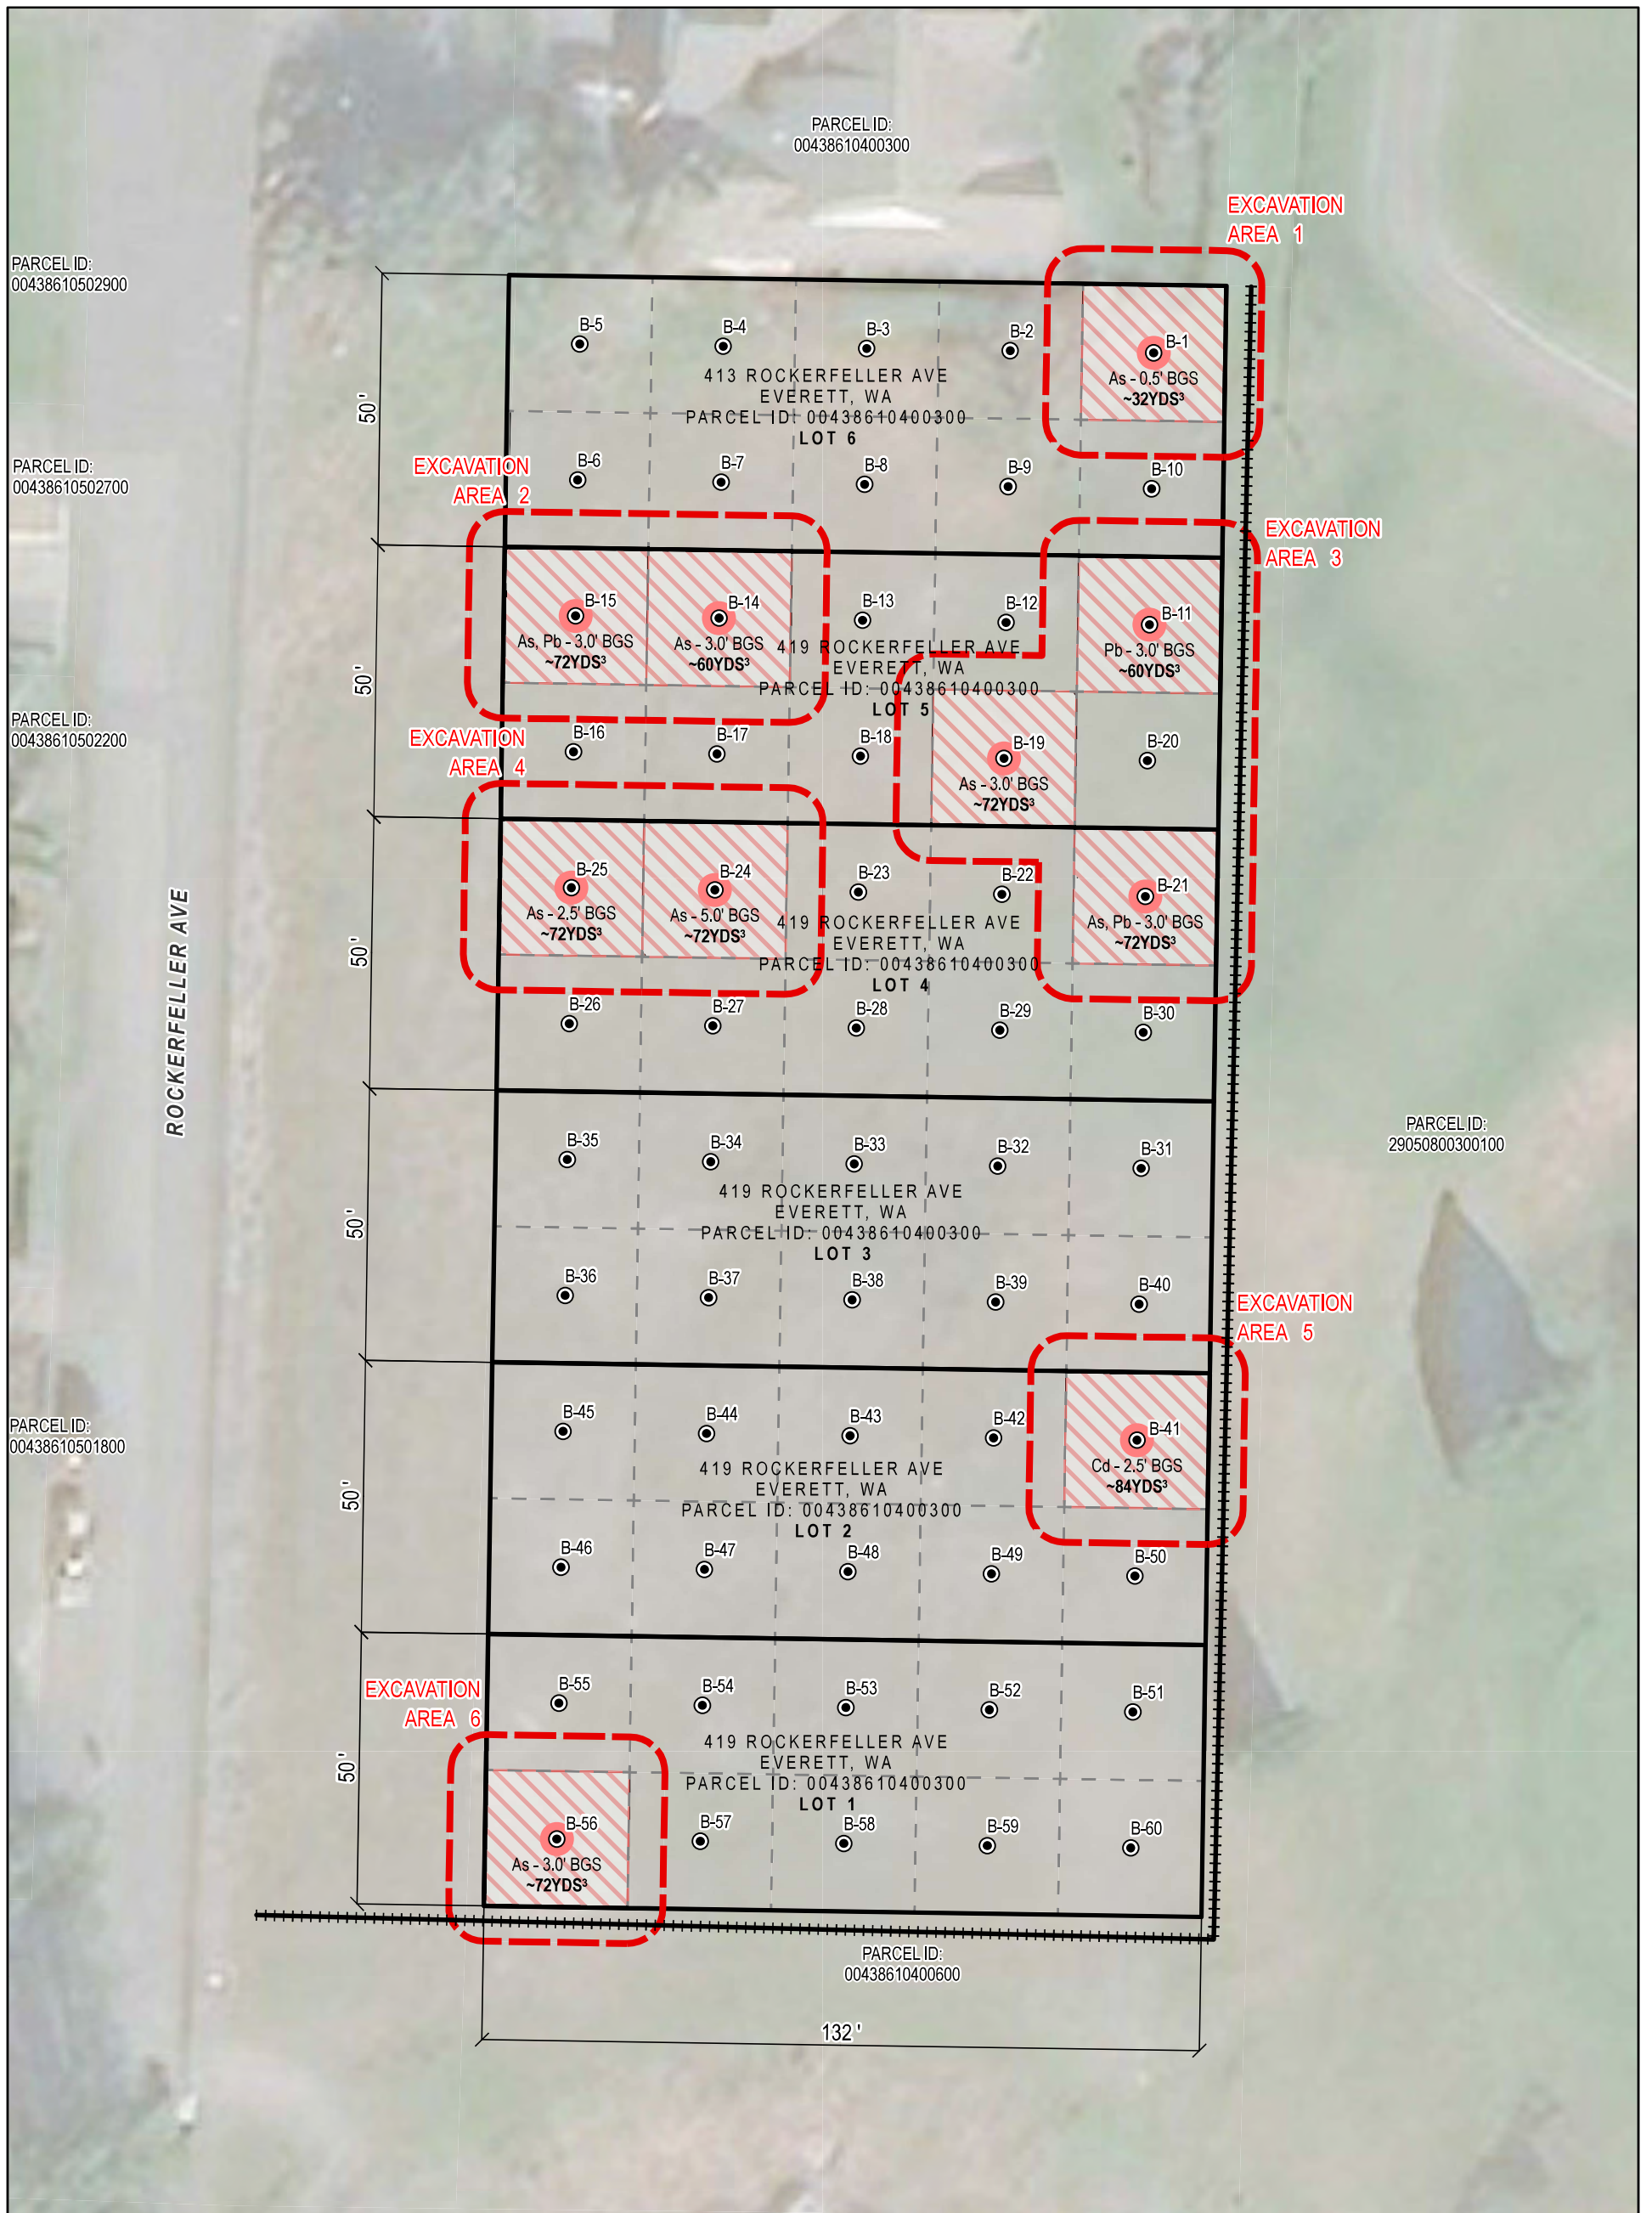 PARCEL ID:
00438610400300
EXCAVATION
AREA 1
PARCEL ID:
00438610502900
50'
B-5
B-4
B-3
B-2
B-1
As - 0.5' BGS
~32YDS³
413 ROCKERFELLER AVE
EVERETT, WA
PARCEL ID: 00438610400300
LOT 6
PARCEL ID:
00438610502700
EXCAVATION
AREA 2
B-6
B-7
B-8
B-9
B-10
EXCAVATION
AREA 3
50'
B-15
As, Pb - 3.0' BGS
~72YDS³
B-14
As - 3.0' BGS
~60YDS³
B-13
B-12
B-11
Pb - 3.0' BGS
~60YDS³
419 ROCKERFELLER AVE
EVERETT, WA
PARCEL ID: 00438610400300
LOT 5
PARCEL ID:
00438610502200
EXCAVATION
AREA 4
B-16
B-17
B-18
B-19
As - 3.0' BGS
~72YDS³
B-20
50'
B-25
As - 2.5' BGS
~72YDS³
B-24
As - 5.0' BGS
~72YDS³
B-23
B-22
B-21
As, Pb - 3.0' BGS
~72YDS³
419 ROCKERFELLER AVE
EVERETT, WA
PARCEL ID: 00438610400300
LOT 4
ROCKERFELLER AVE
B-26
B-27
B-28
B-29
B-30
PARCEL ID:
29050800300100
50'
B-35
B-34
B-33
B-32
B-31
419 ROCKERFELLER AVE
EVERETT, WA
PARCEL ID: 00438610400300
LOT 3
B-36
B-37
B-38
B-39
B-40
EXCAVATION
AREA 5
PARCEL ID:
00438610501800
50'
B-45
B-44
B-43
B-42
B-41
Cd - 2.5' BGS
~84YDS³
419 ROCKERFELLER AVE
EVERETT, WA
PARCEL ID: 00438610400300
LOT 2
B-46
B-47
B-48
B-49
B-50
EXCAVATION
AREA 6
50'
B-55
B-54
B-53
B-52
B-51
419 ROCKERFELLER AVE
EVERETT, WA
PARCEL ID: 00438610400300
LOT 1
B-56
As - 3.0' BGS
~72YDS³
B-57
B-58
B-59
B-60
PARCEL ID:
00438610400600
132'